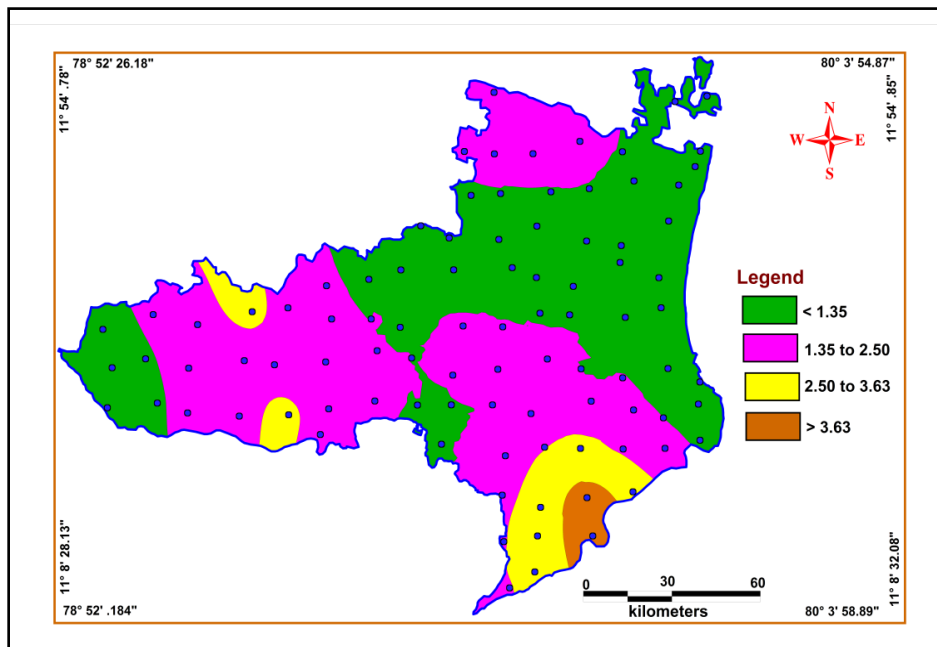 78° 52' 26.18"
80° 3' 54.87"
11° 54' .78"
11° 54' .85"
N
W E
S
Legend
< 1.35
1.35 to 2.50
2.50 to 3.63
> 3.63
11° 8' 28.13"
11° 8' 32.08"
0 30 60
kilometers
78° 52' .184"
80° 3' 58.89"